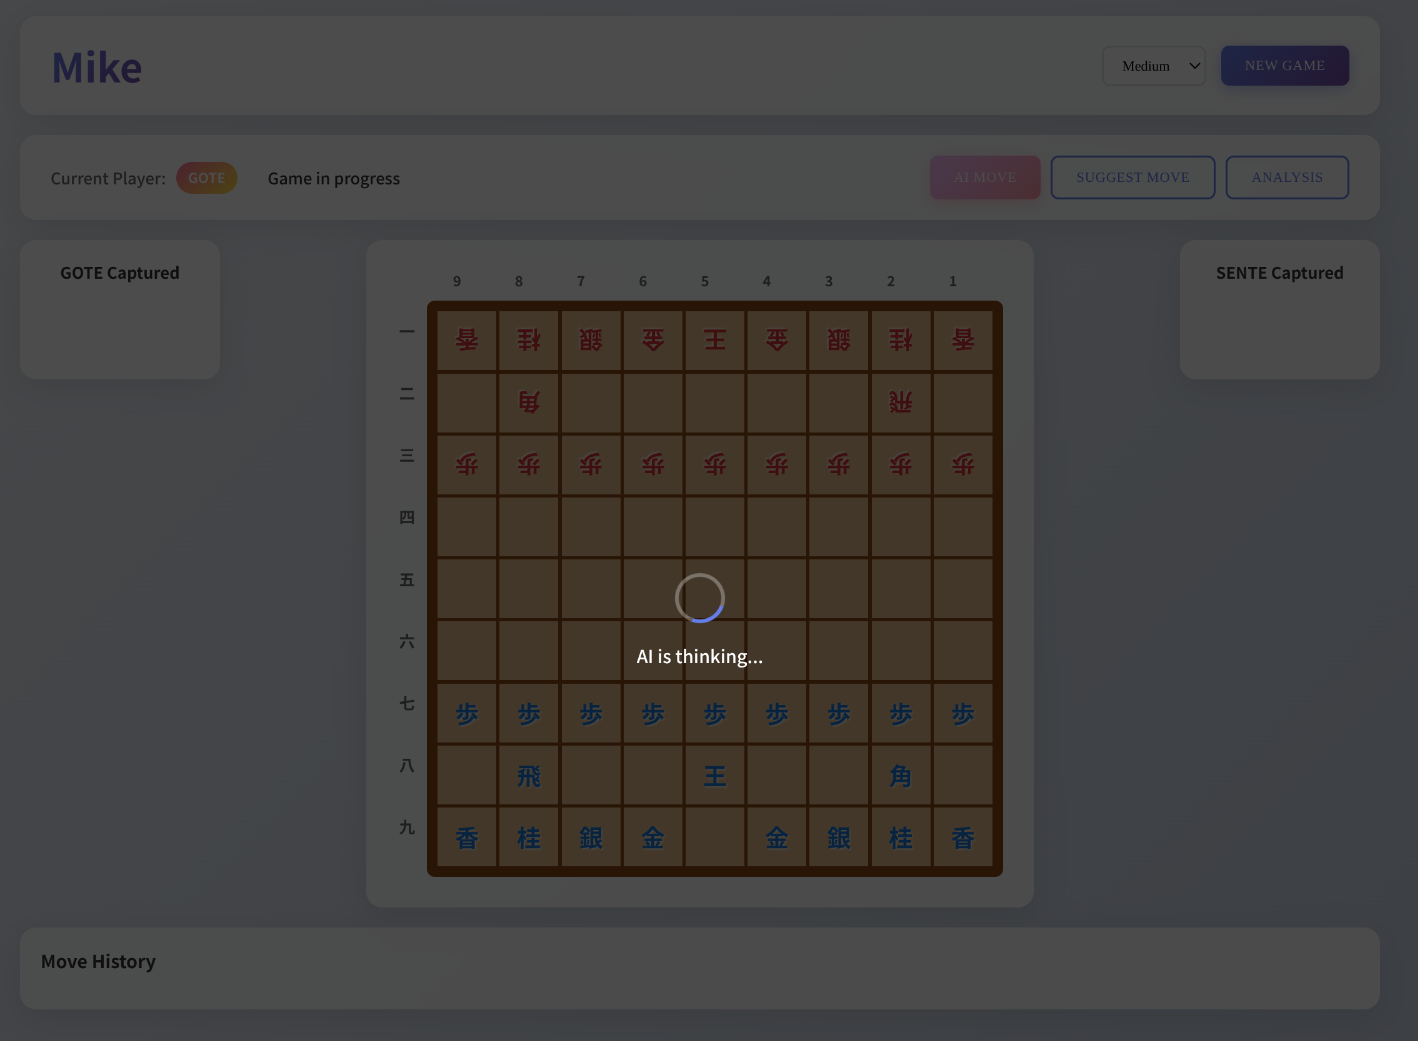 Mike
Medium
NEW GAME
Current Player: GOTE Game in progress
AI MOVE
SUGGEST MOVE
ANALYSIS
GOTE Captured
SENTE Captured
9 8 7 6 5 4 3 2 1
一 香 桂 銀 金 王 金 銀 桂 香
二 角 飛
三 歩 歩 歩 歩 歩 歩 歩 歩 歩
四
五
六
AI is thinking...
七 歩 歩 歩 歩 歩 歩 歩 歩 歩
八 飛 王 角
九 香 桂 銀 金 金 銀 桂 香
Move History